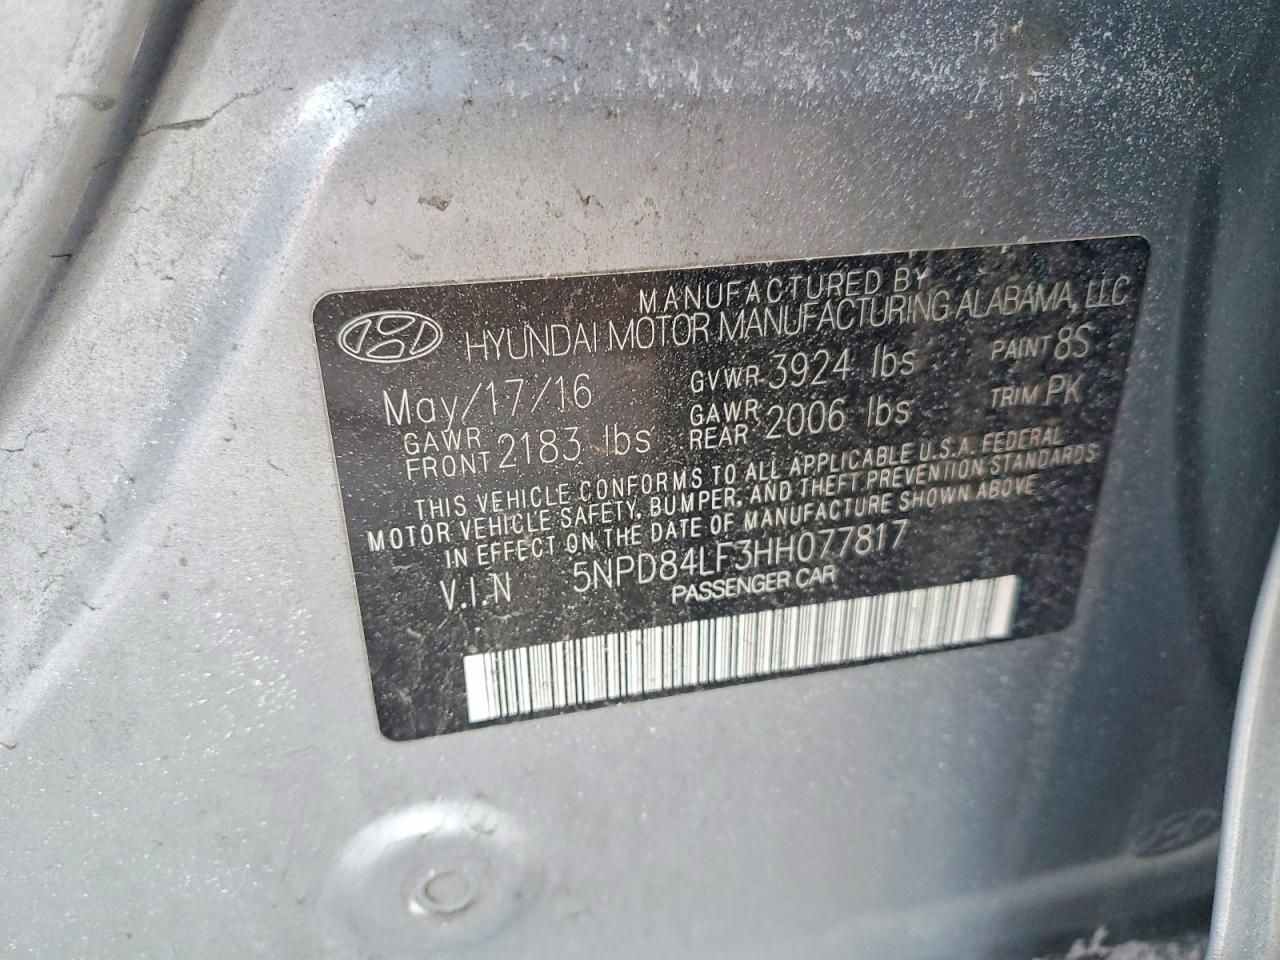 MANUFACTURED BY
HYUNDAI MOTOR MANUFACTURING ALABAMA, LLC
May/17/16 GVWR 3924 lbs PAINT 8S
GAWR FRONT 2183 lbs GAWR REAR 2006 lbs TRIM PK
THIS VEHICLE CONFORMS TO ALL APPLICABLE U.S.A. FEDERAL
MOTOR VEHICLE SAFETY, BUMPER, AND THEFT PREVENTION STANDARDS
IN EFFECT ON THE DATE OF MANUFACTURE SHOWN ABOVE
V.I.N 5NPD84LF3HH077817
PASSENGER CAR